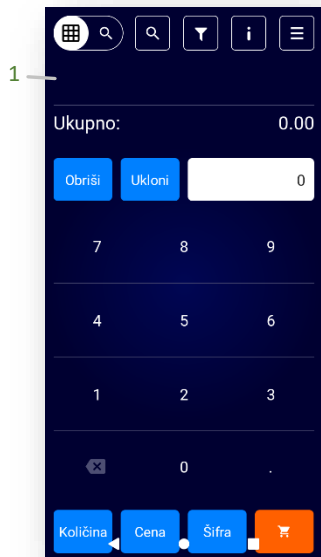 1
Ukupno: 0.00
Obriši Ukloni 0
7 8 9
4 5 6
1 2 3
0 .
Količina Cena Šifra